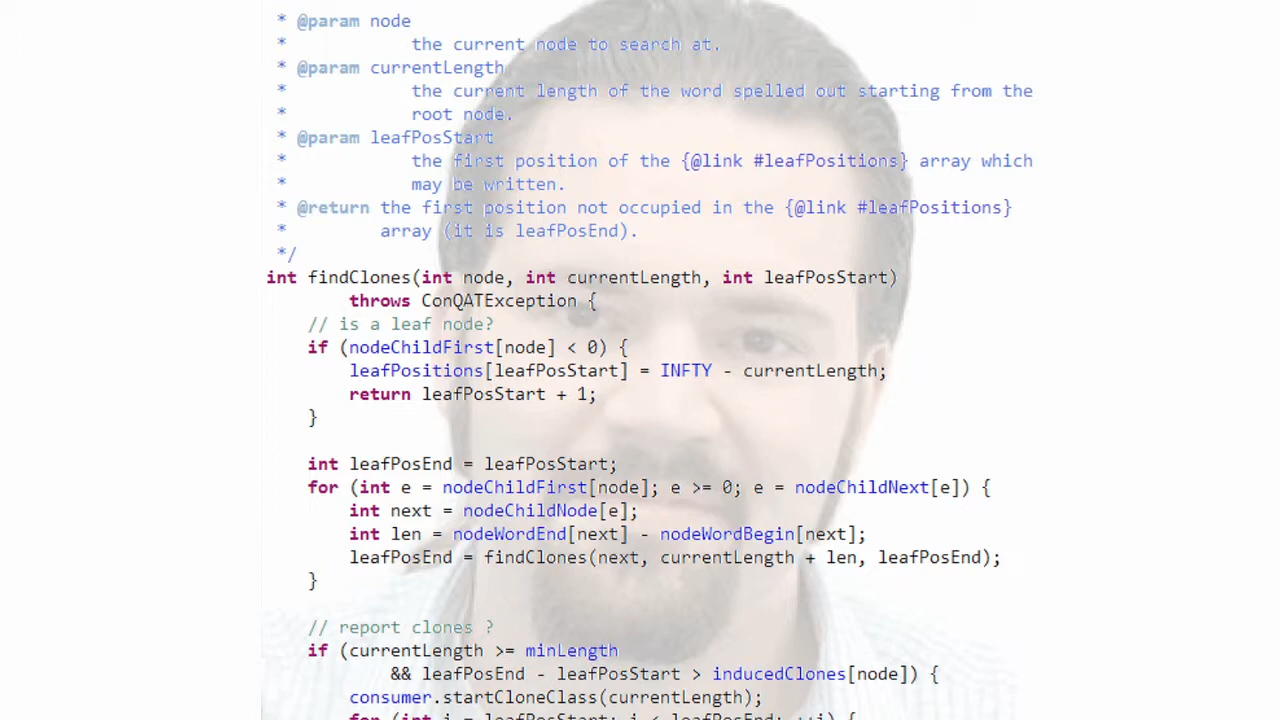 * @param node
*            the current node to search at.
* @param currentLength
*            the current length of the word spelled out starting from the
*            root node.
* @param leafPosStart
*            the first position of the {@link #leafPositions} array which
*            may be written.
* @return the first position not occupied in the {@link #leafPositions}
*         array (it is leafPosEnd).
*/
int findClones(int node, int currentLength, int leafPosStart)
        throws ConQATException {
    // is a leaf node?
    if (nodeChildFirst[node] < 0) {
        leafPositions[leafPosStart] = INFTY - currentLength;
        return leafPosStart + 1;
    }
    int leafPosEnd = leafPosStart;
    for (int e = nodeChildFirst[node]; e >= 0; e = nodeChildNext[e]) {
        int next = nodeChildNode[e];
        int len = nodeWordEnd[next] - nodeWordBegin[next];
        leafPosEnd = findClones(next, currentLength + len, leafPosEnd);
    }
    // report clones ?
    if (currentLength >= minLength
            && leafPosEnd - leafPosStart > inducedClones[node]) {
        consumer.startCloneClass(currentLength);
        for (int i = leafPosStart; i < leafPosEnd; ++i) {